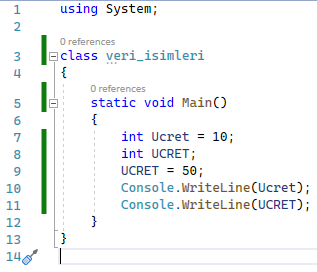 1 using System;
2
0 references
3 class veri_isimleri
4 {
0 references
5 static void Main()
6 {
7 int Ucret = 10;
8 int UCRET;
9 UCRET = 50;
10 Console.WriteLine(Ucret);
11 Console.WriteLine(UCRET);
12 }
13 }
14